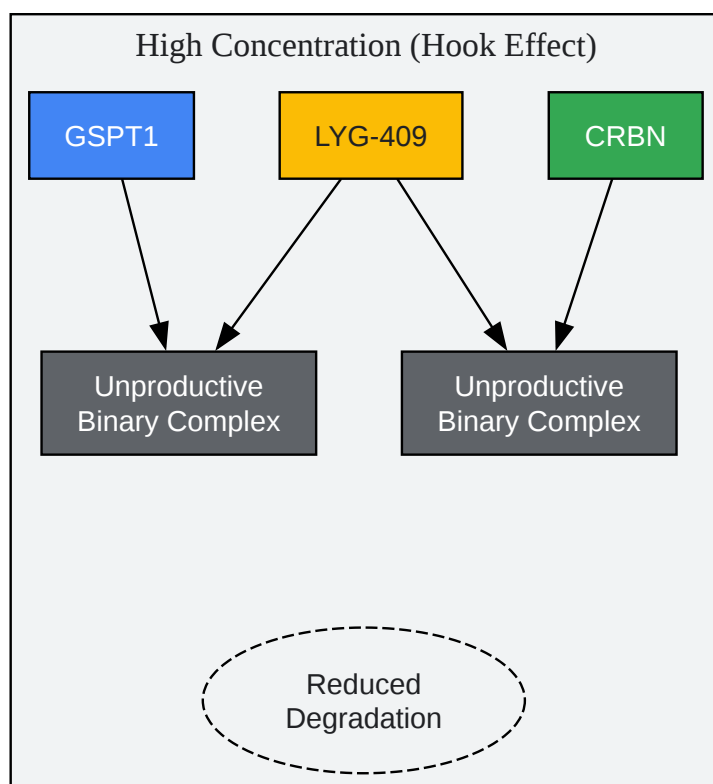 High Concentration (Hook Effect)
GSPT1
LYG-409
CRBN
Unproductive
Binary Complex
Unproductive
Binary Complex
Reduced
Degradation